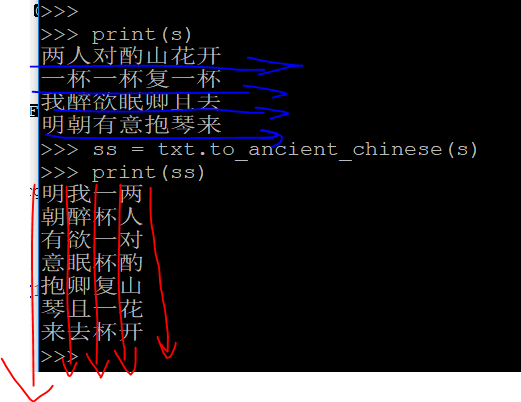 >>>
>>> print(s)
两人对酌山花开
一杯一杯复一杯
我醉欲眠卿且去
明朝有意抱琴来
>>> ss = txt.to_ancient_chinese(s)
>>> print(ss)
明我一两
朝醉杯人
有欲一对
意眠杯酌
抱卿复山
琴且一花
来去杯开
>>>